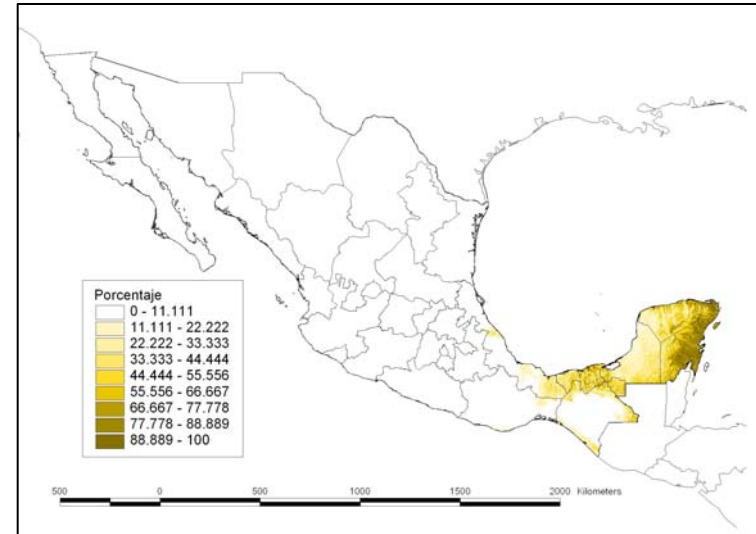 Porcentaje
0 - 11.111
11.111 - 22.222
22.222 - 33.333
33.333 - 44.444
44.444 - 55.556
55.556 - 66.667
66.667 - 77.778
77.778 - 88.889
88.889 - 100
500 0 500 1000 1500 2000 Kilometers